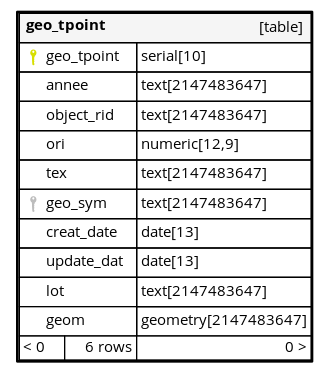 geo_tpoint [table]
geo_tpoint serial[10]
annee text[2147483647]
object_rid text[2147483647]
ori numeric[12,9]
tex text[2147483647]
geo_sym text[2147483647]
creat_date date[13]
update_dat date[13]
lot text[2147483647]
geom geometry[2147483647]
< 0 6 rows 0 >